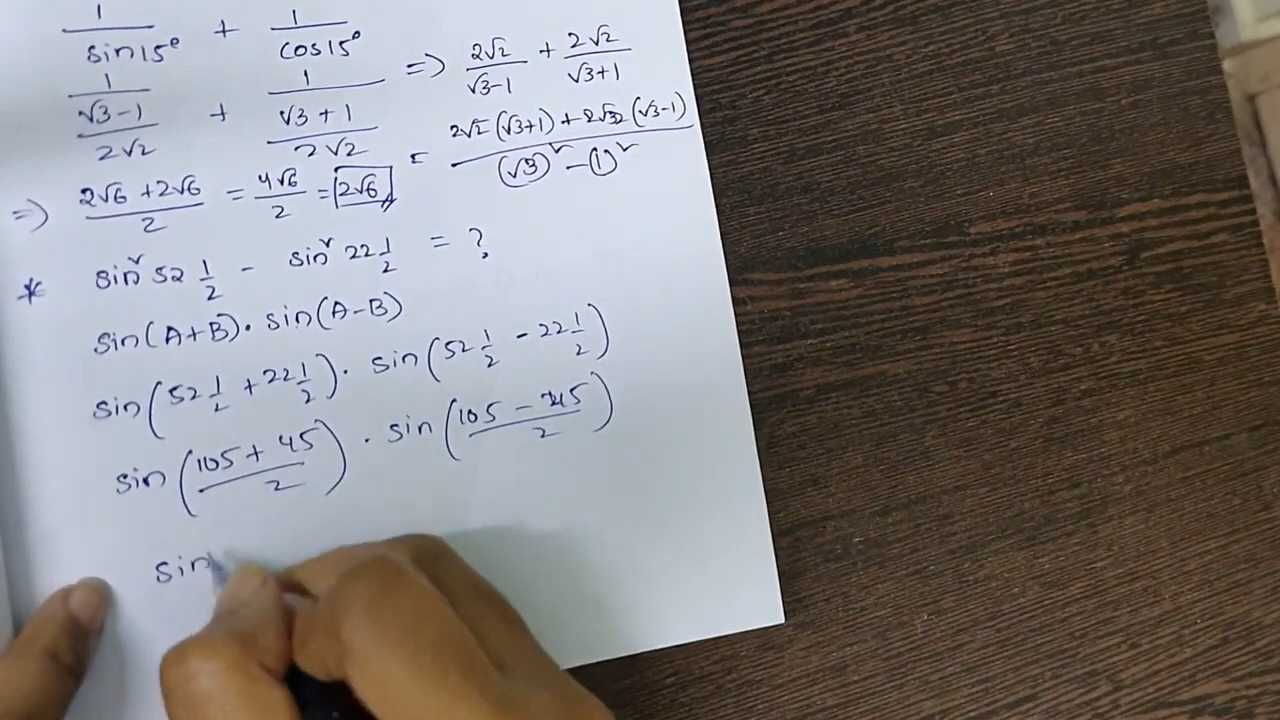 1/sin15° + 1/cos15°
1/((√3-1)/2√2) + 1/((√3+1)/2√2) => 2√2/(√3-1) + 2√2/(√3+1)
= (2√2(√3+1) + 2√2(√3-1))/((√3)² - (1)²)
=> (2√6 + 2√6)/2 = 4√6/2 = 2√6
* sin² 52 1/2 - sin² 22 1/2 = ?
sin(A+B) · sin(A-B)
sin(52 1/2 + 22 1/2) · sin(52 1/2 - 22 1/2)
sin((105 + 45)/2) · sin((105 - 45)/2)
sin